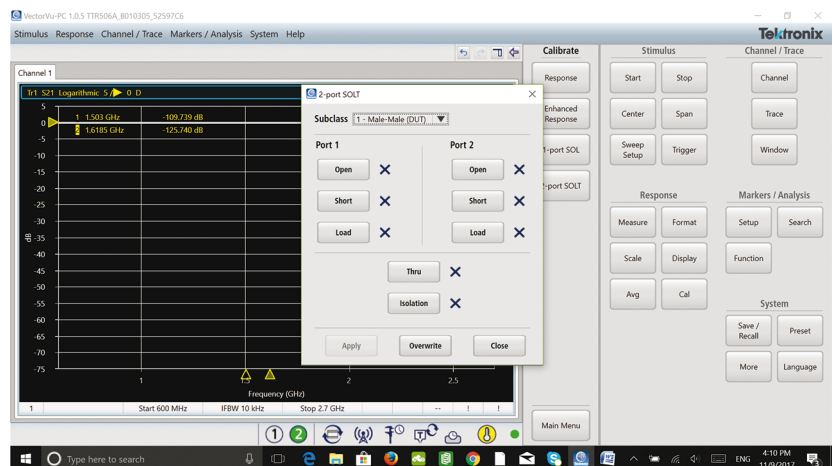 VectorVu-PC 1.0.5 TTR506A_B010305_52597C6
Stimulus Response Channel / Trace Markers / Analysis System Help
Tektronix
Calibrate
Stimulus
Channel / Trace
Channel 1
Tr1 S21 Logarithmic 5 / 0 D
5
0
-5
-10
-15
-20
-25
-30
-35
-40
-45
-50
-55
-60
-65
-70
-75
dB
1 1.503 GHz -109.739 dB
2 1.6185 GHz -125.740 dB
1
1.5
2
2.5
Frequency (GHz)
1 Start 600 MHz IFBW 10 kHz Stop 2.7 GHz -- ! !
2-port SOLT
Subclass 1 - Male-Male (DUT)
Port 1 Port 2
Open Open
Short Short
Load Load
Thru
Isolation
Apply Overwrite Close
Response
Enhanced
Response
1-port SOL
2-port SOLT
Main Menu
Start Stop
Center Span
Sweep
Setup
Trigger
Response
Measure Format
Scale Display
Avg Cal
Channel
Trace
Window
Markers / Analysis
Setup Search
Function
System
Save /
Recall
Preset
More Language
1 2
Type here to search
ENG
4:10 PM
11/9/2017